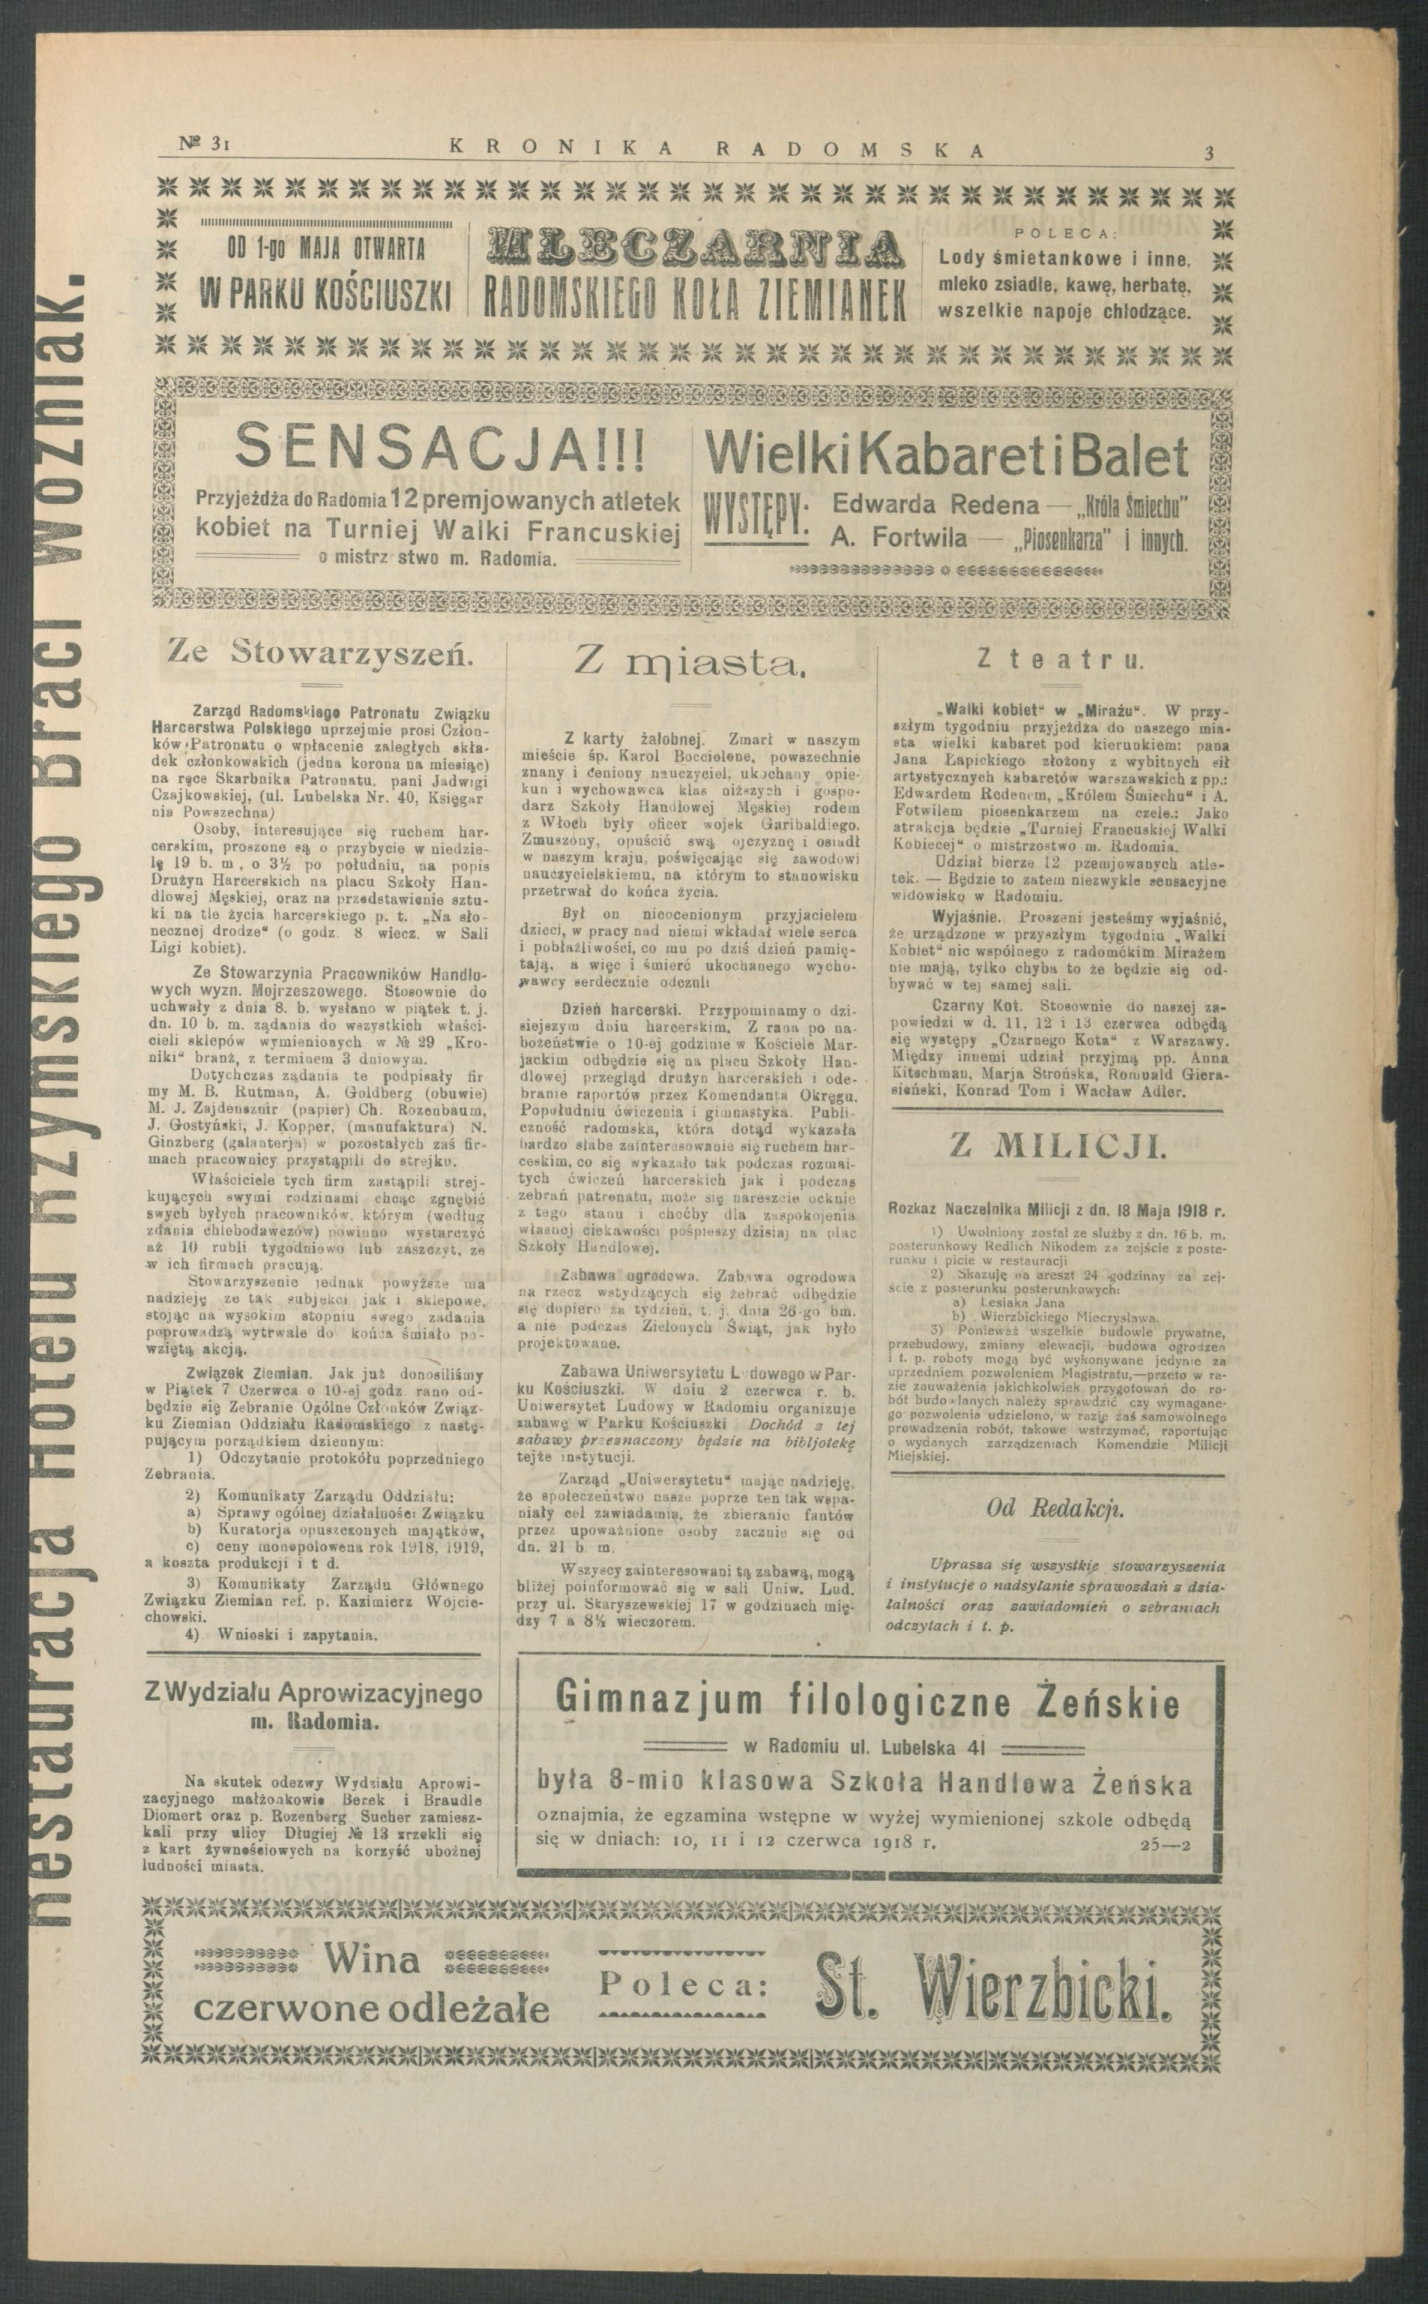 № 31
KRONIKA RADOMSKA
3
OD 1-go MAJA OTWARTA
W PARKU KOŚCIUSZKI
MLECZARNIA
RADOMSKIEGO KOŁA ZIEMIANEK
POLECA:
Lody śmietankowe i inne,
mleko zsiadłe, kawę, herbatę,
wszelkie napoje chłodzące.
SENSACJA!!!
Przyjeżdża do Radomia 12 premjowanych atletek
kobiet na Turniej Walki Francuskiej
o mistrzostwo m. Radomia.
Wielki Kabaret i Balet
WYSTĘPY:
Edwarda Redena — „Króla Śmiechu"
A. Fortwila — „Piosenkarza" i innych.
Restauracja Hotelu Rzymskiego Braci Woźniak.
Ze Stowarzyszeń.
Zarząd Radomskiego Patronatu Związku
Harcerstwa Polskiego uprzejmie prosi Człon-
ków Patronatu o wpłacenie zaległych skła-
dek członkowskich (jedna korona na miesiąc)
na ręce Skarbnika Patronatu, pani Jadwigi
Czajkowskiej, (ul. Lubelska Nr. 40, Księgar
nia Powszechna)
Osoby, interesujące się ruchem har-
cerskim, proszone są o przybycie w niedzie-
lę 19 b. m, o 3½ po południu, na popis
Drużyn Harcerskich na placu Szkoły Han-
dlowej Męskiej, oraz na przedstawienie sztu-
ki na tle życia harcerskiego p. t. „Na sło-
necznej drodze" (o godz. 8 wiecz. w Sali
Ligi kobiet).
Ze Stowarzynia Pracowników Handlo-
wych wyzn. Mojrzeszowego. Stosownie do
uchwały z dnia 8. b. wysłano w piątek t. j.
dn. 10 b. m. ządania do wszystkich właści-
cieli sklepów wymienionych w № 29 „Kro-
niki" branż, z terminem 3 dniowym.
Dotychczas ządania te podpisały fir
my M. B. Rutman, A. Goldberg (obuwie)
M. J. Zajdensznir (papier) Ch. Rozenbaum,
J. Gostyński, J. Kopper, (manufaktura) N.
Ginzberg (galanterja) w pozostałych zaś fir-
mach pracownicy przystąpili do strejku.
Właściciele tych firm zastąpili strej-
kujących swymi rodzinami chcąc zgnębić
swych byłych pracowników, którym (według
zdania chlebodawczów) powinno wystarczyć
aż 10 rubli tygodniowo lub zaszczyt, ze
w ich firmach pracują.
Stowarzyszenie jednak powyższe ma
nadzieję ze tak subjekci jak i sklepowe,
stojąc na wysokim stopniu swego zadania
poprowadzą wytrwale do końca śmiało po-
wziętą akcją.
Związek Ziemian. Jak już donosiliśmy
w Piątek 7 Czerwca o 10-ej godz rano od-
będzie się Zebranie Ogólne Członków Związ-
ku Ziemian Oddziału Radomskiego z nastę-
pującym porządkiem dziennym:
1) Odczytanie protokółu poprzedniego
Zebrania.
2) Komunikaty Zarządu Oddziału:
a) Sprawy ogólnej działalności Związku
b) Kuratorja opuszczonych majątków,
c) ceny monopolowe na rok 1918, 1919,
a koszta produkcji i t d.
3) Komunikaty Zarządu Głównego
Związku Ziemian ref. p. Kazimierz Wojcie-
chowski.
4) Wnioski i zapytania.
Z Wydziału Aprowizacyjnego
m. Radomia.
Na skutek odezwy Wydziału Aprowi-
zacyjnego małżonkowie Berek i Braudle
Diomert oraz p. Rozenberg Sucher zamiesz-
kali przy ulicy Długiej № 13 zrzekli się
z kart żywnościowych na korzyść ubożnej
ludności miasta.
Z miasta.
Z karty żałobnej. Zmarł w naszym
mieście śp. Karol Bocciolene, powszechnie
znany i ceniony nauczyciel, ukochany opie-
kun i wychowawca klas niższych i gospo-
darz Szkoły Handlowej Męskiej rodem
z Włoch były oficer wojsk Garibaldiego.
Zmuszony, opuścić swą ojczyznę i osiadł
w naszym kraju, poświęcając się zawodowi
nauczycielskiemu, na którym to stanowisku
przetrwał do końca życia.
Był on nieocenionym przyjacielem
dzieci, w pracy nad niemi wkładał wiele serca
i pobłażliwości, co mu po dziś dzień pamię-
tają, a więc i śmierć ukochanego wycho-
wawcy serdecznie odczuli
Dzień harcerski. Przypominamy o dzi-
siejszym dniu harcerskim. Z rana po na-
bożeństwie o 10-ej godzinie w Kościele Mar-
jackim odbędzie się na placu Szkoły Han-
dlowej przegląd drużyn harcerskich i ode-
branie raportów przez Komendanta Okręgu.
Popołudniu ćwiczenia i gimnastyka. Publi-
czność radomska, która dotąd wykazała
bardzo słabe zainteresowanie się ruchem har-
ceskim, co się wykazało tak podczas rozmai-
tych ćwiczeń harcerskich jak i podczas
zebrań patronatu, może się nareszcie ocknie
z tego stanu i choćby dla zaspokojenia
własnej ciekawości pośpieszy dzisiaj na plac
Szkoły Handlowej.
Zabawa ogrodowa. Zabawa ogrodowa
na rzecz wstydzących się żebrać odbędzie
się dopiero za tydzień, t. j. dnia 26-go bm.
a nie podczas Zielonych Świąt, jak było
projektowane.
Zabawa Uniwersytetu Ludowego w Par-
ku Kościuszki. W dniu 2 czerwca r. b.
Uniwersytet Ludowy w Radomiu organizuje
zabawę w Parku Kościuszki Dochód z tej
zabawy przeznaczony będzie na bibljotekę
tejże instytucji.
Zarząd „Uniwersytetu" mając nadzieję,
że społeczeństwo nasze poprze ten tak wspa-
niały cel zawiadamia, że zbieranie fantów
przez upoważnione osoby zacznie się od
dn. 21 b. m.
Wszyscy zainteresowani tą zabawą, mogą
bliżej poinformować się w sali Uniw. Lud.
przy ul. Skaryszewskiej 17 w godzinach mię-
dzy 7 a 8½ wieczorem.
Z teatru.
„Walki kobiet" w „Mirażu". W przy-
szłym tygodniu przyjeżdża do naszego mia-
sta wielki kabaret pod kierunkiem: pana
Jana Łapickiego złożony z wybitnych sił
artystycznych kabaretów warszawskich z pp.:
Edwardem Redenem, „Królem Śmiechu" i A.
Fotwilem piosenkarzem na czele.: Jako
atrakcja będzie „Turniej Francuskiej Walki
Kobiecej" o mistrzostwo m. Radomia.
Udział bierze 12 pzemjowanych atle-
tek. — Będzie to zatem niezwykle sensacyjne
widowisko w Radomiu.
Wyjaśnie. Proszeni jesteśmy wyjaśnić,
że urządzone w przyszłym tygodniu „Walki
Kobiet" nic wspólnego z radomćkim Mirażem
nie mają, tylko chyba to że będzie się od-
bywać w tej samej sali.
Czarny Kot. Stosownie do naszej za-
powiedzi w d. 11, 12 i 13 czerwca odbędą
się występy „Czarnego Kota" z Warszawy.
Między innemi udział przyjmą pp. Anna
Kitschman, Marja Strońska, Romuald Giera-
sieński, Konrad Tom i Wacław Adler.
Z MILICJI.
Rozkaz Naczelnika Milicji z dn. 18 Maja 1918 r.
1) Uwolniony został ze służby z dn. 16 b. m.
posterunkowy Redlich Nikodem za zejście z poste-
runku i picie w restauracji
2) Skazuję na areszt 24 godzinny za zej-
ście z posterunku posterunkowych:
a) Lesiaka Jana
b) Wierzbickiego Mieczysława.
3) Ponieważ wszelkie budowle prywatne,
przebudowy, zmiany elewacji, budowa ogrodzeń
i t. p. roboty mogą być wykonywane jedynie za
uprzedniem pozwoleniem Magistratu,—przeto w ra-
zie zauważenia jakichkolwiek przygotowań do ro-
bót budowlanych należy sprawdzić czy wymagane-
go pozwolenia udzielono, w razie zaś samowolnego
prowadzenia robót, takowe wstrzymać, raportując
o wydanych zarządzeniach Komendzie Milicji
Miejskiej.
Od Redakcji.
Uprasza się wszystkie stowarzyszenia
i instytucje o nadsyłanie sprawozdań z dzia-
łalności oraz zawiadomień o zebraniach
odczytach i t. p.
Gimnazjum filologiczne Żeńskie
w Radomiu ul. Lubelska 41
była 8-mio klasowa Szkoła Handlowa Żeńska
oznajmia, że egzamina wstępne w wyżej wymienionej szkole odbędą
się w dniach: 10, 11 i 12 czerwca 1918 r.
25—2
Wina
czerwone odleżałe
Poleca:
St. Wierzbicki.